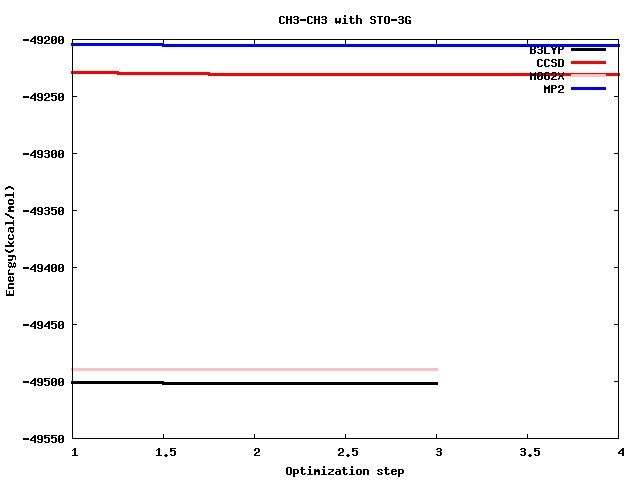 CH3-CH3 with STO-3G
-49200
-49250
-49300
-49350
-49400
-49450
-49500
-49550
Energy(kcal/mol)
B3LYP
CCSD
M062X
MP2
1 1.5 2 2.5 3 3.5 4
Optimization step